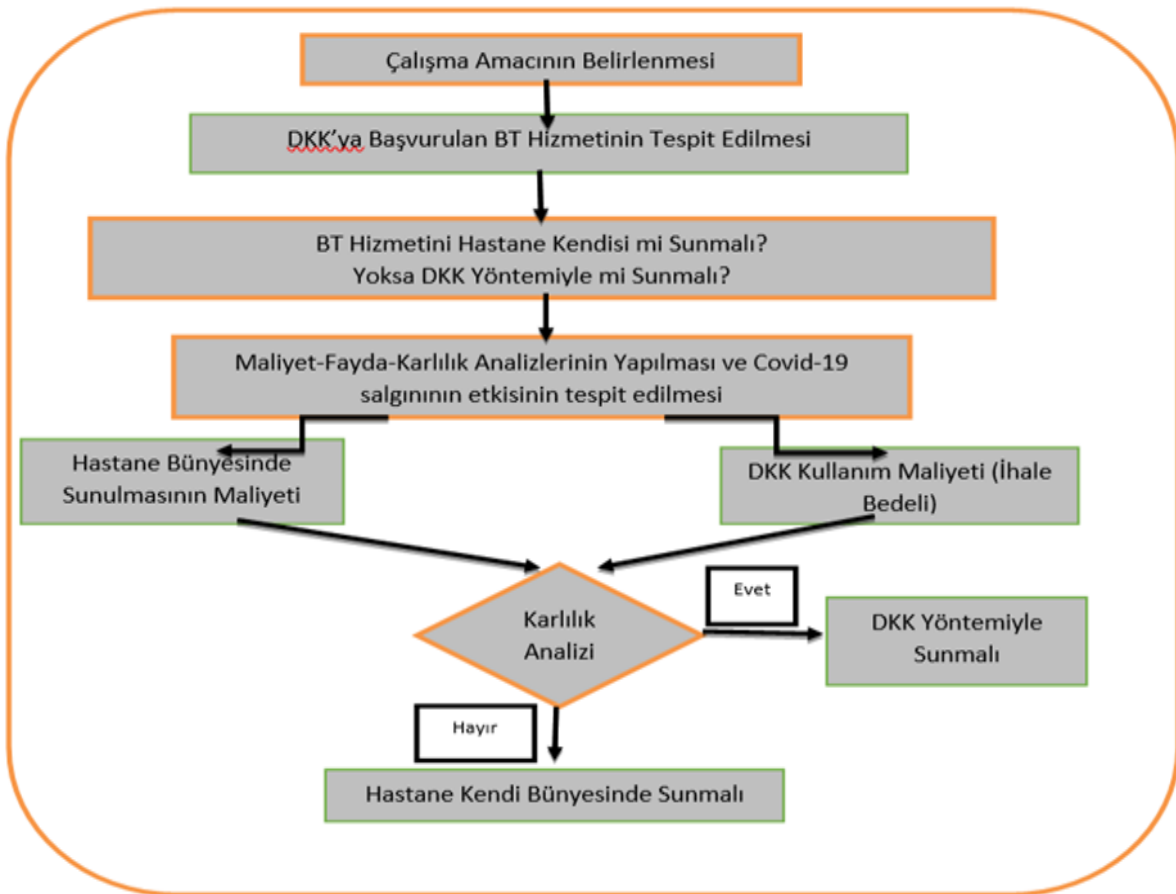 Çalışma Amacının Belirlenmesi
DKK'ya Başvurulan BT Hizmetinin Tespit Edilmesi
BT Hizmetini Hastane Kendisi mi Sunmalı?
Yoksa DKK Yöntemiyle mi Sunmalı?
Maliyet-Fayda-Karlılık Analizlerinin Yapılması ve Covid-19
salgınının etkisinin tespit edilmesi
Hastane Bünyesinde
Sunulmasının Maliyeti
DKK Kullanım Maliyeti (İhale
Bedeli)
Karlılık
Analizi
Evet
DKK Yöntemiyle
Sunmalı
Hayır
Hastane Kendi Bünyesinde Sunmalı